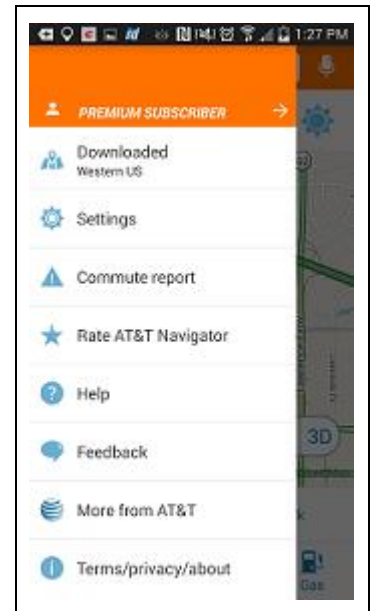 1:27 PM
PREMIUM SUBSCRIBER
Downloaded
Western US
Settings
Commute report
Rate AT&T Navigator
Help
3D
Feedback
More from AT&T
Terms/privacy/about
Gas